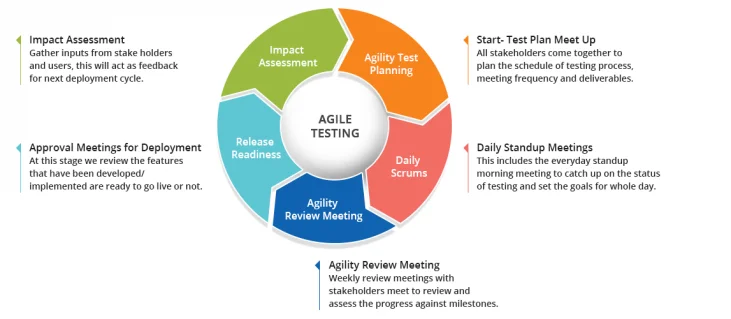 Impact Assessment
Gather inputs from stake holders
and users, this will act as feedback
for next deployment cycle.
Approval Meetings for Deployment
At this stage we review the features
that have been developed/
implemented are ready to go live or not.
Impact
Assessment
Agility Test
Planning
AGILE
TESTING
Release
Readiness
Daily
Scrums
Agility
Review Meeting
Start- Test Plan Meet Up
All stakeholders come together to
plan the schedule of testing process,
meeting frequency and deliverables.
Daily Standup Meetings
This includes the everyday standup
morning meeting to catch up on the status
of testing and set the goals for whole day.
Agility Review Meeting
Weekly review meetings with
stakeholders meet to review and
assess the progress against milestones.